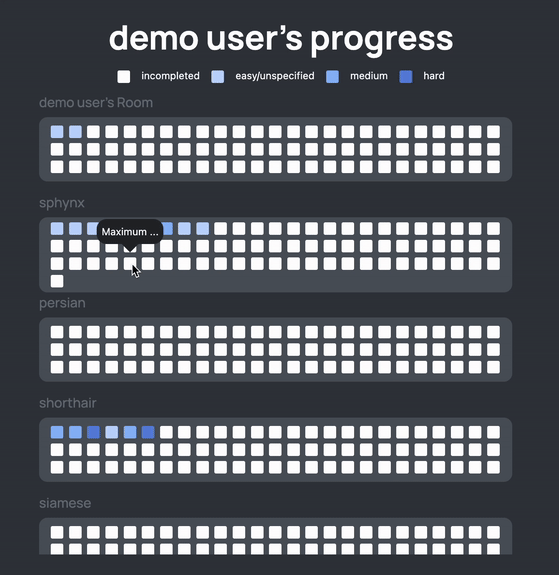 demo user's progress
incompleted easy/unspecified medium hard
demo user's Room
sphynx
Maximum ...
persian
shorthair
siamese